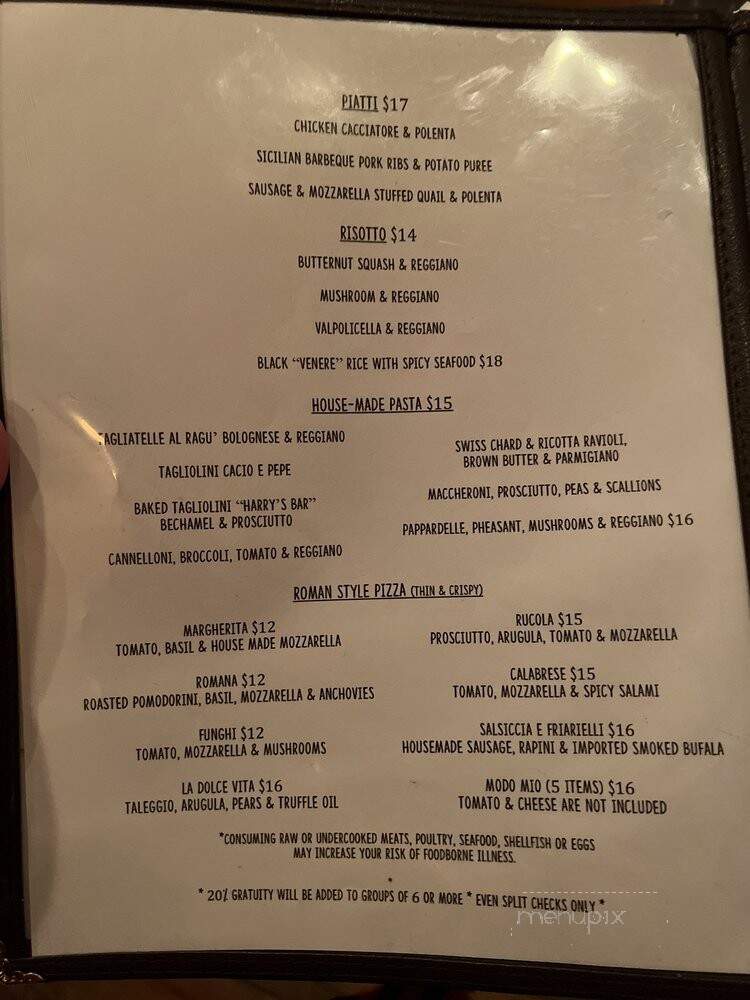 PIATTI $17
CHICKEN CACCIATORE & POLENTA
SICILIAN BARBEQUE PORK RIBS & POTATO PUREE
SAUSAGE & MOZZARELLA STUFFED QUAIL & POLENTA
RISOTTO $14
BUTTERNUT SQUASH & REGGIANO
MUSHROOM & REGGIANO
VALPOLICELLA & REGGIANO
BLACK “VENERE” RICE WITH SPICY SEAFOOD $18
HOUSE-MADE PASTA $15
TAGLIATELLE AL RAGU’ BOLOGNESE & REGGIANO
TAGLIOLINI CACIO E PEPE
BAKED TAGLIOLINI “HARRY’S BAR”
BECHAMEL & PROSCIUTTO
CANNELLONI, BROCCOLI, TOMATO & REGGIANO
SWISS CHARD & RICOTTA RAVIOLI,
BROWN BUTTER & PARMIGIANO
MACCHERONI, PROSCIUTTO, PEAS & SCALLIONS
PAPPARDELLE, PHEASANT, MUSHROOMS & REGGIANO $16
ROMAN STYLE PIZZA (THIN & CRISPY)
MARGHERITA $12
TOMATO, BASIL & HOUSE MADE MOZZARELLA
ROMANA $12
ROASTED POMODORINI, BASIL, MOZZARELLA & ANCHOVIES
FUNGHI $12
TOMATO, MOZZARELLA & MUSHROOMS
LA DOLCE VITA $16
TALEGGIO, ARUGULA, PEARS & TRUFFLE OIL
RUCOLA $15
PROSCIUTTO, ARUGULA, TOMATO & MOZZARELLA
CALABRESE $15
TOMATO, MOZZARELLA & SPICY SALAMI
SALSICCIA E FRIARIELLI $16
HOUSEMADE SAUSAGE, RAPINI & IMPORTED SMOKED BUFALA
MODO MIO (5 ITEMS) $16
TOMATO & CHEESE ARE NOT INCLUDED
*CONSUMING RAW OR UNDERCOOKED MEATS, POULTRY, SEAFOOD, SHELLFISH OR EGGS
MAY INCREASE YOUR RISK OF FOODBORNE ILLNESS.
* 20% GRATUITY WILL BE ADDED TO GROUPS OF 6 OR MORE * EVEN SPLIT CHECKS ONLY *
menupix